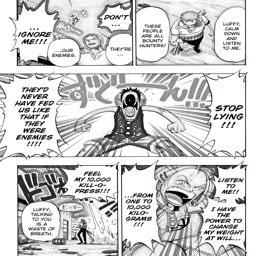 LUFFY,
CALM
DOWN
AND
LISTEN
TO ME.
THESE
PEOPLE
ARE ALL
BOUNTY
HUNTERS!
DON'T...
THEY'RE...
...OUR
ENEMIES.
...
IGNORE
ME!!!
STOP
LYING
!!!
THEY'D
NEVER
HAVE FED
US LIKE
THAT IF
THEY
WERE
ENEMIES
!!!!
LISTEN
TO
ME!!
I HAVE
THE
POWER TO
CHANGE
MY
WEIGHT AT
WILL...
...FROM
ONE TO
10,000
KILO-
GRAMS
!!!
FEEL
MY
10,000
KILL-O-
PRESS!!!
LUFFY,
TALKING
TO YOU
IS A
WASTE OF
BREATH.